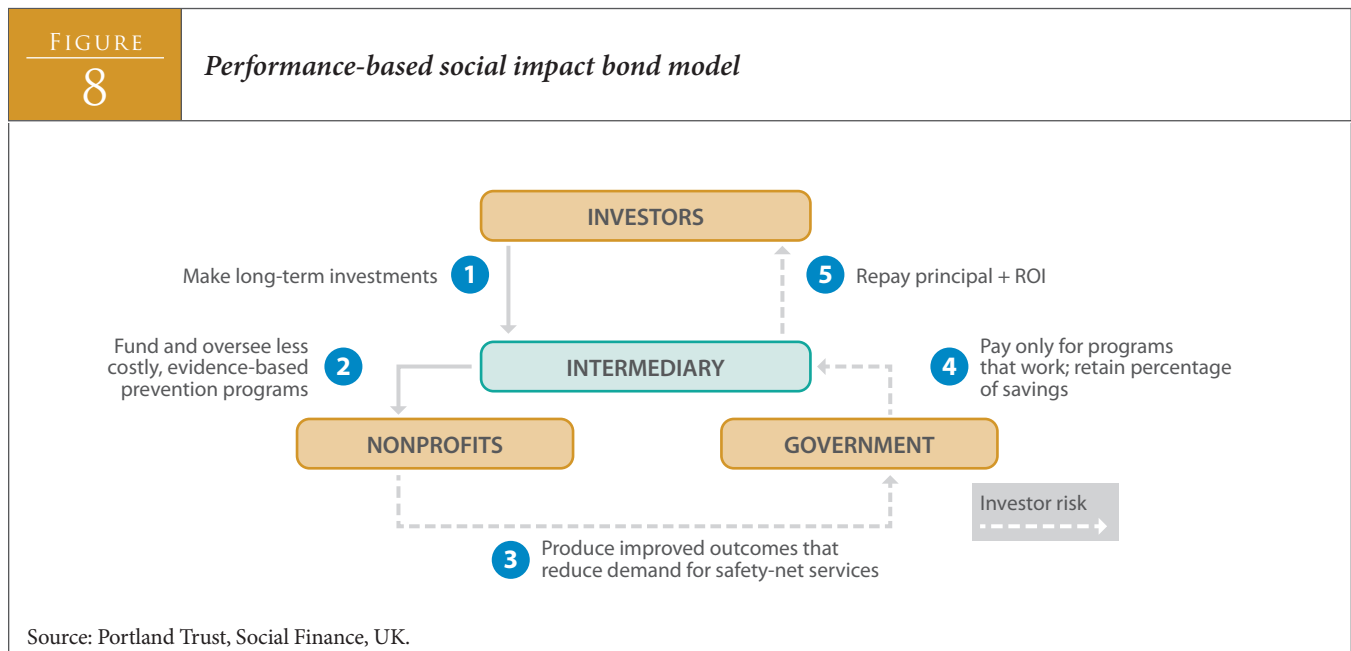 FIGURE
8
Performance-based social impact bond model
INVESTORS
Make long-term investments
1
5
Repay principal + ROI
Fund and oversee less
costly, evidence-based
prevention programs
2
INTERMEDIARY
4
Pay only for programs
that work; retain percentage
of savings
NONPROFITS
GOVERNMENT
Investor risk
3
Produce improved outcomes that
reduce demand for safety-net services
Source: Portland Trust, Social Finance, UK.